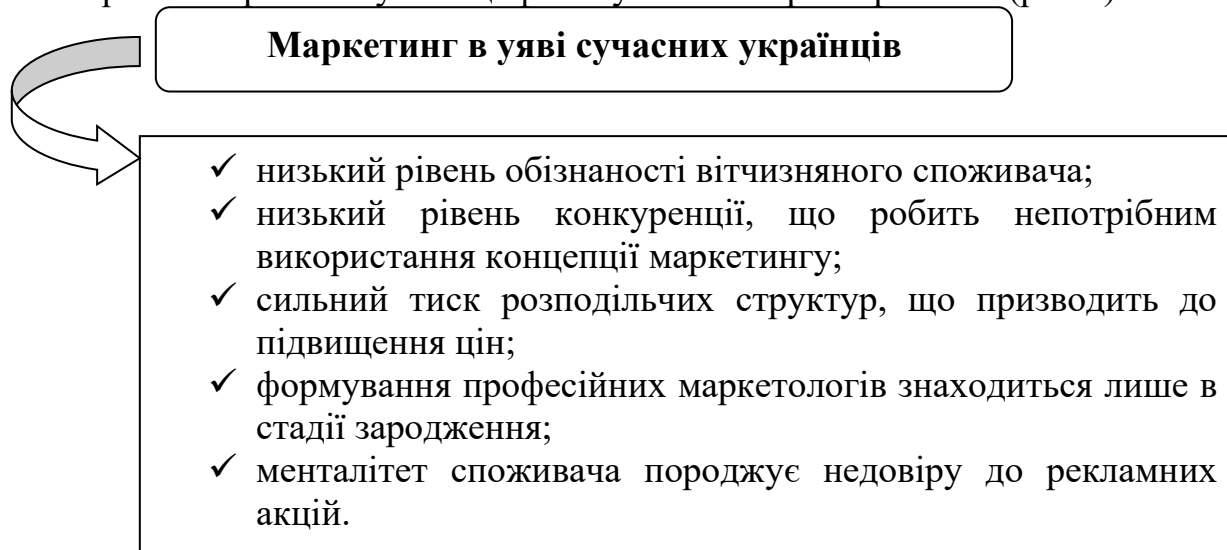 Маркетинг в уяві сучасних українців
✓ низький рівень обізнаності вітчизняного споживача;
✓ низький рівень конкуренції, що робить непотрібним
використання концепції маркетингу;
✓ сильний тиск розподільчих структур, що призводить до
підвищення цін;
✓ формування професійних маркетологів знаходиться лише в
стадії зародження;
✓ менталітет споживача породжує недовіру до рекламних
акцій.